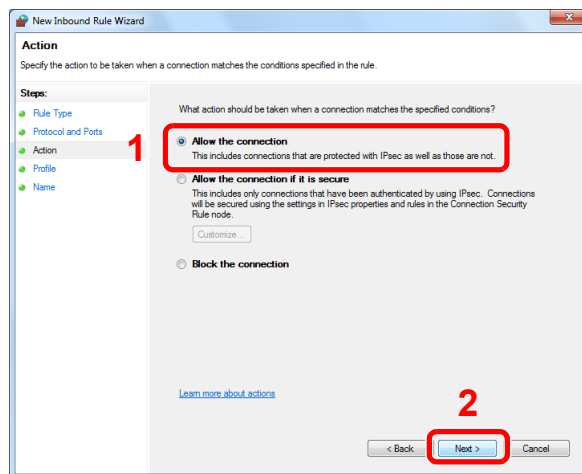 New Inbound Rule Wizard
Action
Specify the action to be taken when a connection matches the conditions specified in the rule.
Steps:
Rule Type
Protocol and Ports
Action
Profile
Name
What action should be taken when a connection matches the specified conditions?
1
Allow the connection
This includes connections that are protected with IPsec as well as those are not.
Allow the connection if it is secure
This includes only connections that have been authenticated by using IPsec. Connections
will be secured using the settings in IPsec properties and rules in the Connection Security
Rule node.
Customize...
Block the connection
Learn more about actions
2
< Back
Next >
Cancel